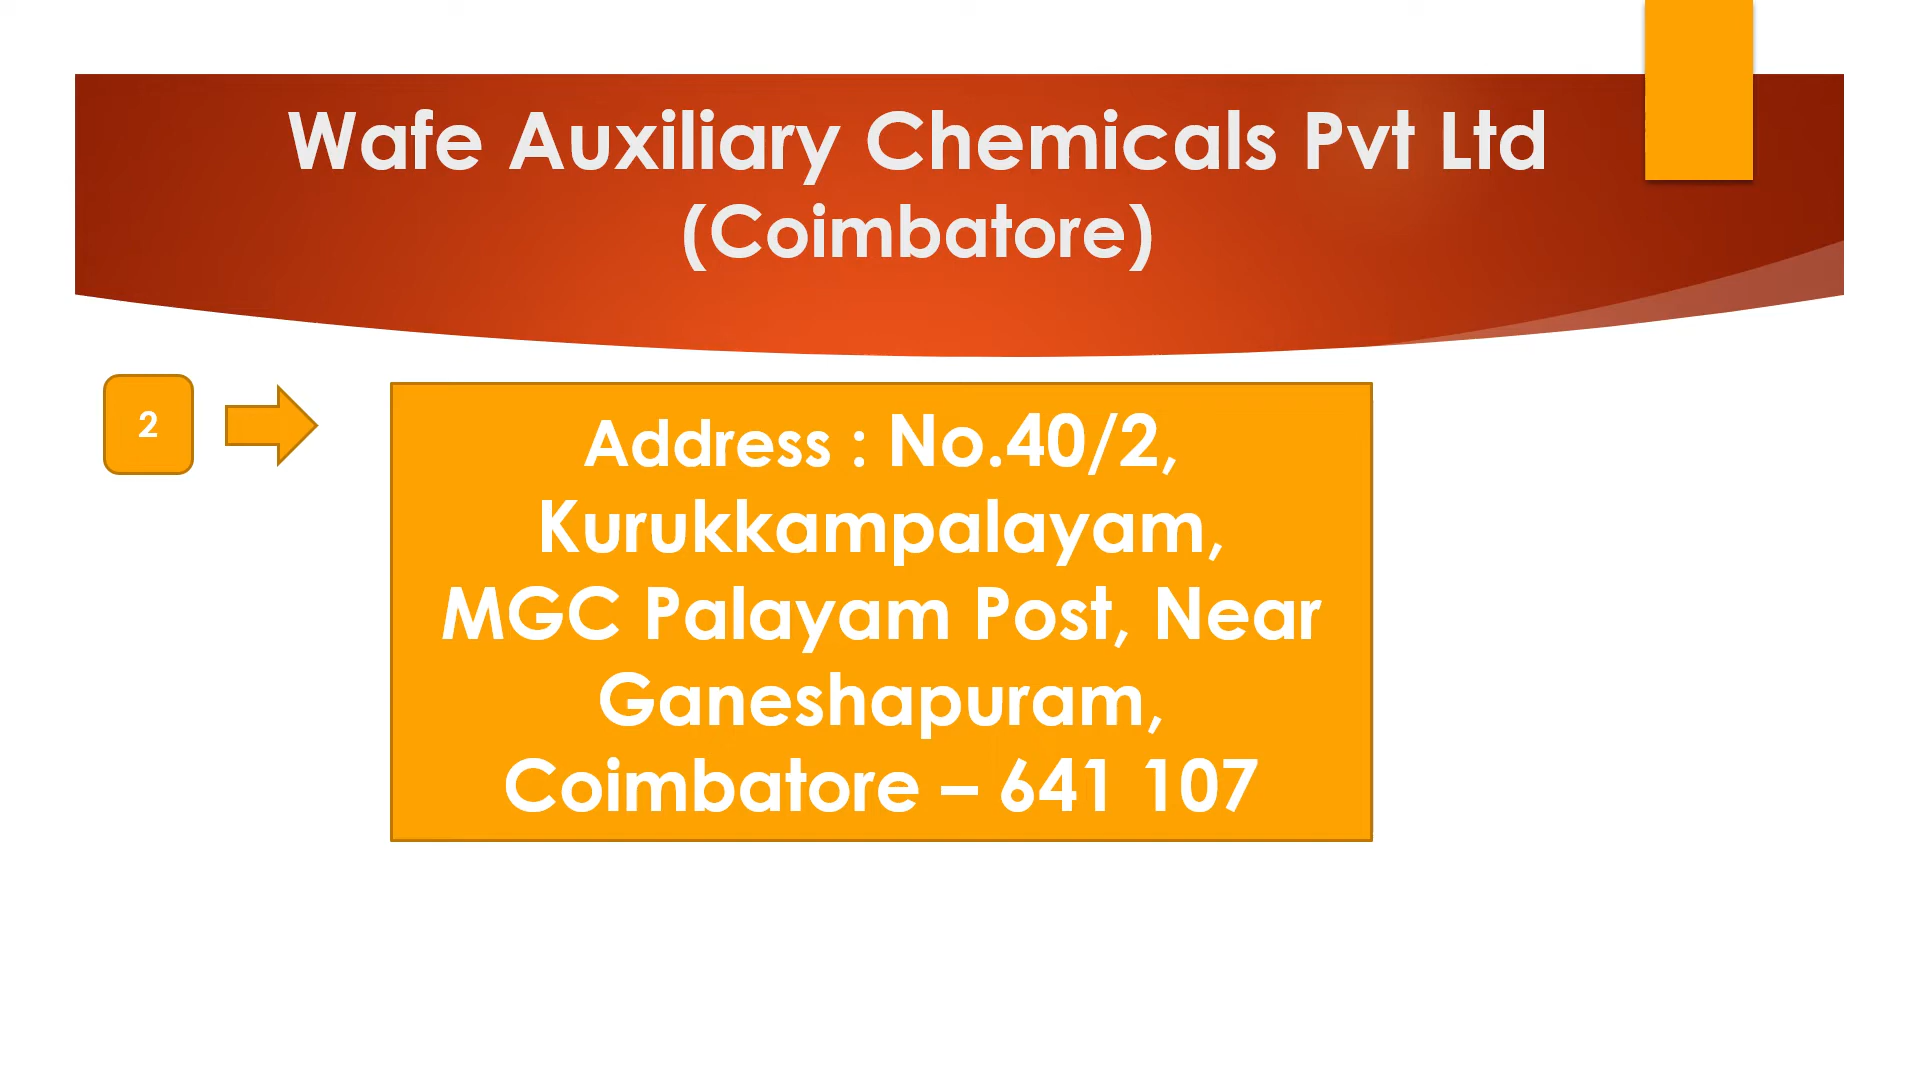 Wafe Auxiliary Chemicals Pvt Ltd
(Coimbatore)
2
Address : No.40/2,
Kurukkampalayam,
MGC Palayam Post, Near
Ganeshapuram,
Coimbatore – 641 107